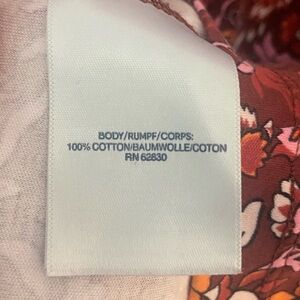 BODY/RUMPF/CORPS:
100% COTTON/BAUMWOLLE/COTON
RN 62830